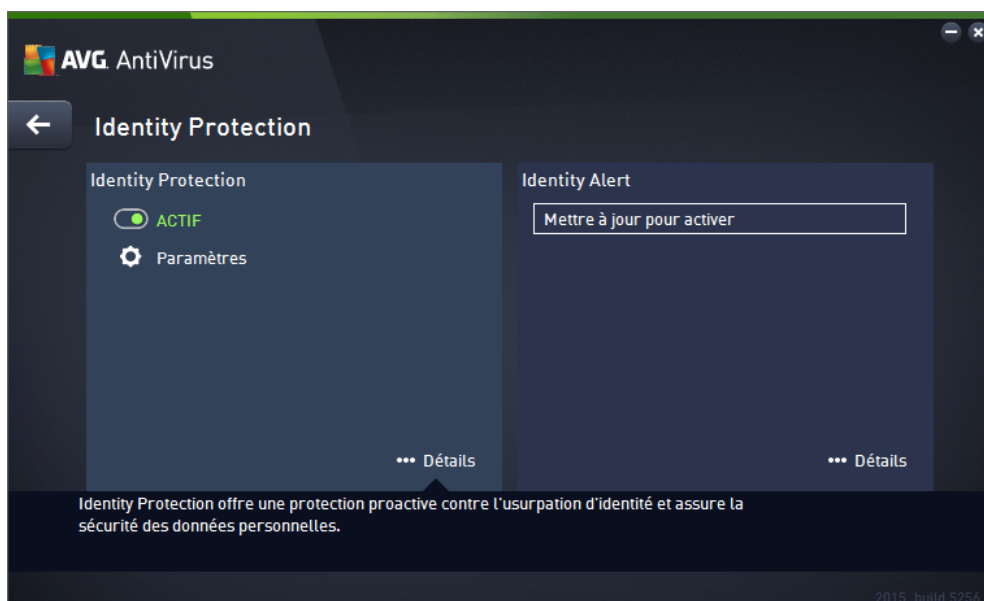 AVG. AntiVirus
Identity Protection
Identity Protection
ACTIF
Paramètres
••• Détails
Identity Alert
Mettre à jour pour activer
••• Détails
Identity Protection offre une protection proactive contre l'usurpation d'identité et assure la
sécurité des données personnelles.
2015, build 5256